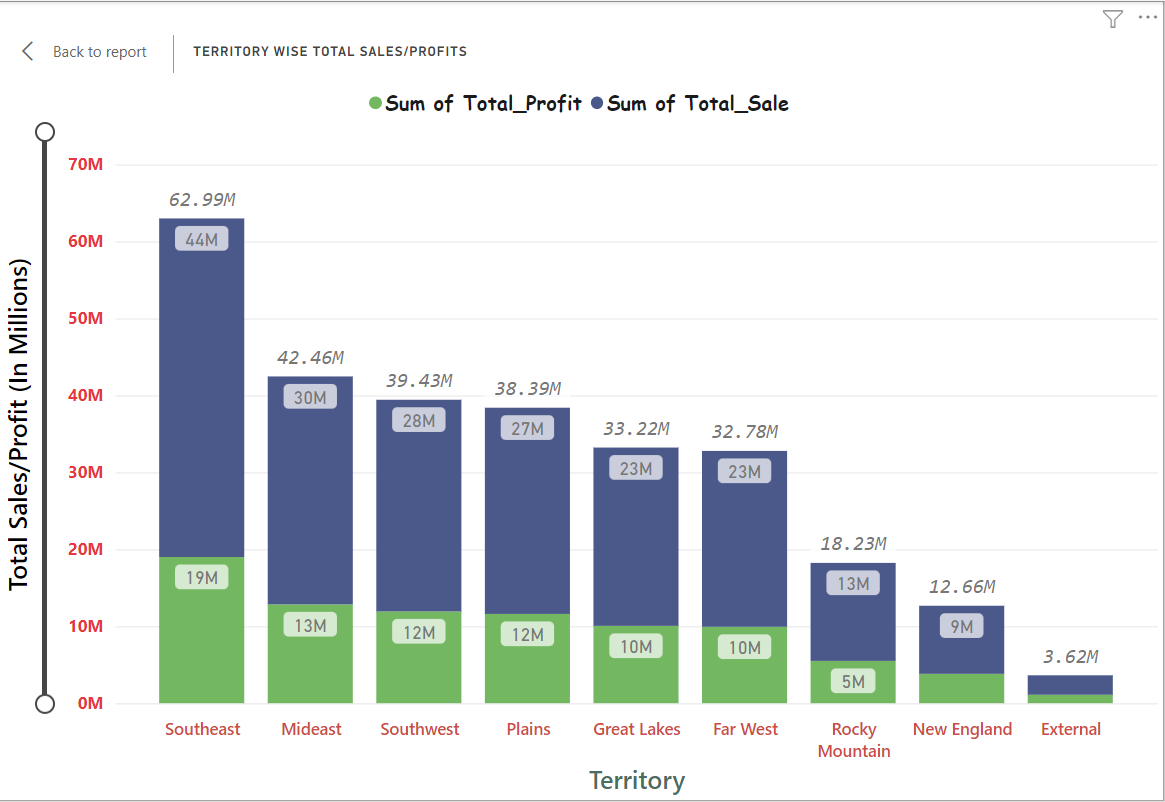 Back to report
TERRITORY WISE TOTAL SALES/PROFITS
Sum of Total_Profit Sum of Total_Sale
Total Sales/Profit (In Millions)
70M
60M
50M
40M
30M
20M
10M
0M
62.99M
44M
19M
42.46M
30M
13M
39.43M
28M
12M
38.39M
27M
12M
33.22M
23M
10M
32.78M
23M
10M
18.23M
13M
5M
12.66M
9M
3.62M
Southeast
Mideast
Southwest
Plains
Great Lakes
Far West
Rocky
Mountain
New England
External
Territory